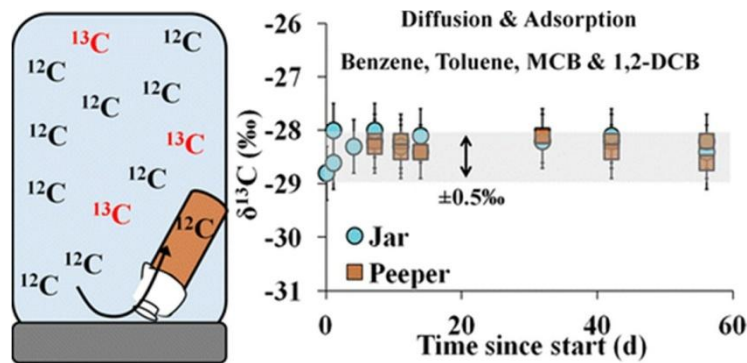 ¹³C
¹²C
¹²C
¹²C
¹²C
¹²C
¹³C
¹²C
¹²C
¹³C
¹²C
¹²C
¹²C
Diffusion & Adsorption
Benzene, Toluene, MCB & 1,2-DCB
δ¹³C (‰)
-26
-27
-28
-29
-30
-31
±0.5‰
Jar
Peeper
0
20
40
60
Time since start (d)